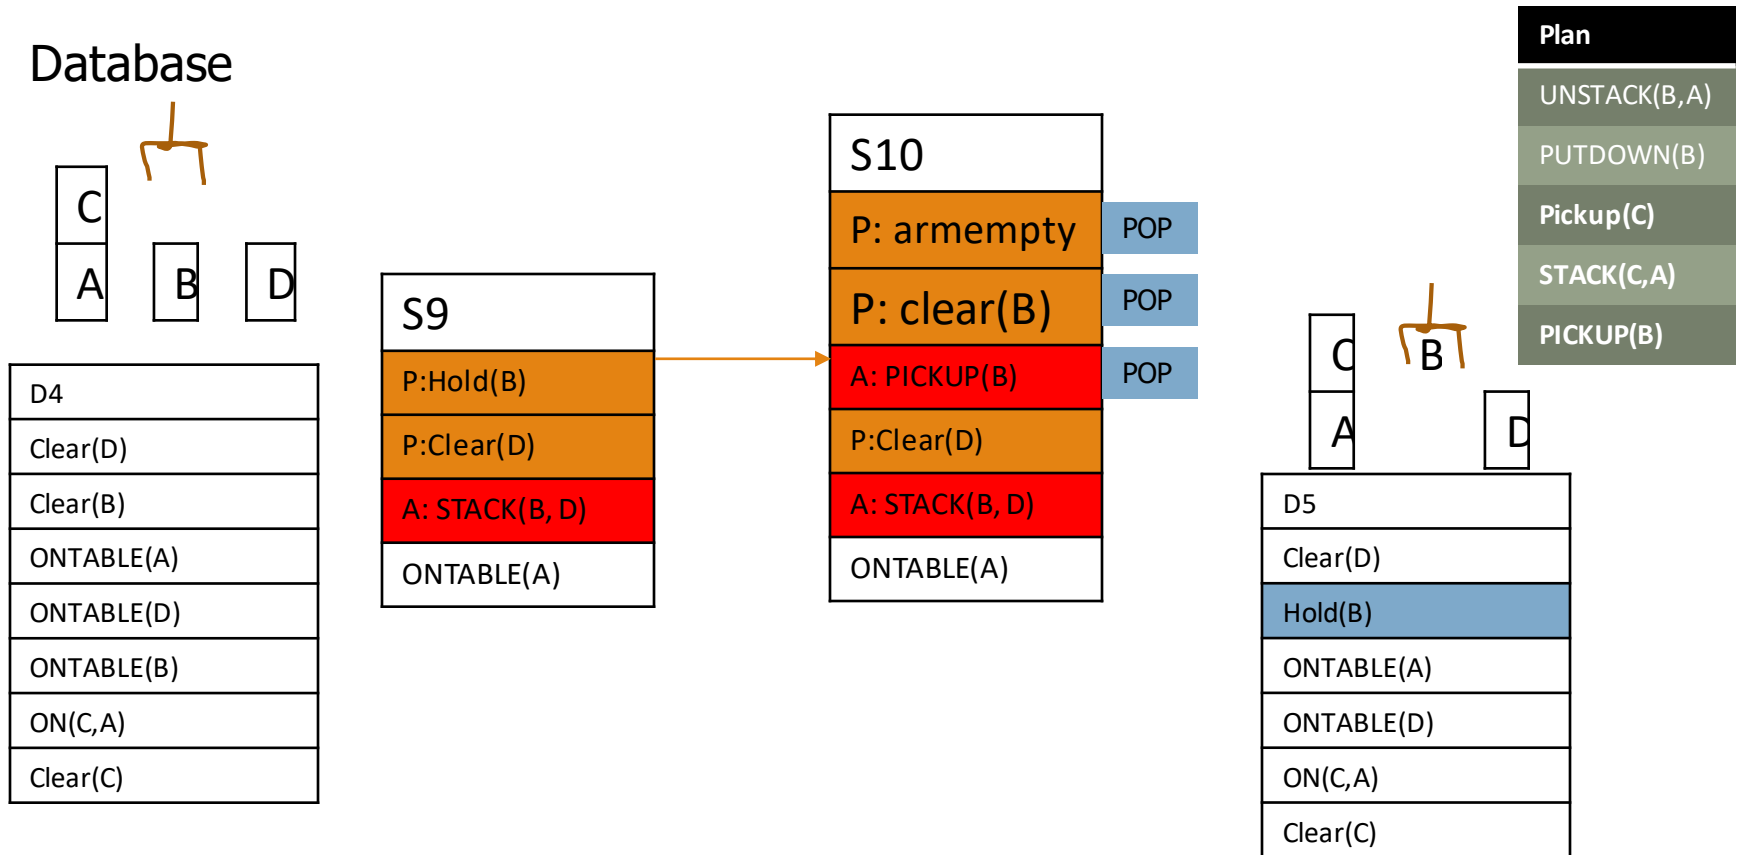 Database
C
A
B
D
D4
Clear(D)
Clear(B)
ONTABLE(A)
ONTABLE(D)
ONTABLE(B)
ON(C,A)
Clear(C)
S9
P:Hold(B)
P:Clear(D)
A: STACK(B, D)
ONTABLE(A)
S10
P: armempty
POP
P: clear(B)
POP
A: PICKUP(B)
POP
P:Clear(D)
A: STACK(B, D)
ONTABLE(A)
Plan
UNSTACK(B,A)
PUTDOWN(B)
Pickup(C)
STACK(C,A)
PICKUP(B)
C
B
A
D
D5
Clear(D)
Hold(B)
ONTABLE(A)
ONTABLE(D)
ON(C,A)
Clear(C)